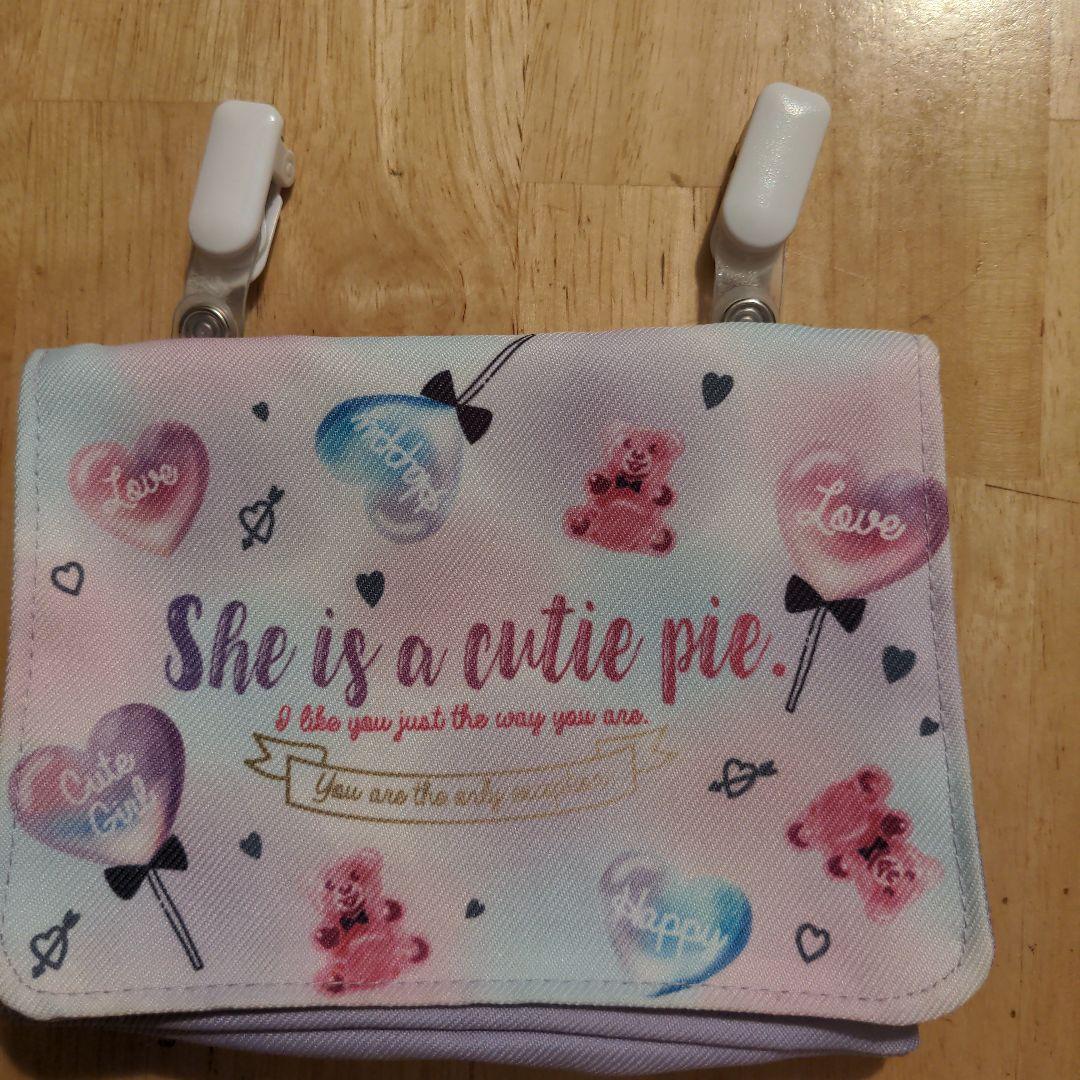 Happy
Love
Love
She is a cutie pie.
I like you just the way you are.
You are the only exception.
Cute
Girl
Happy